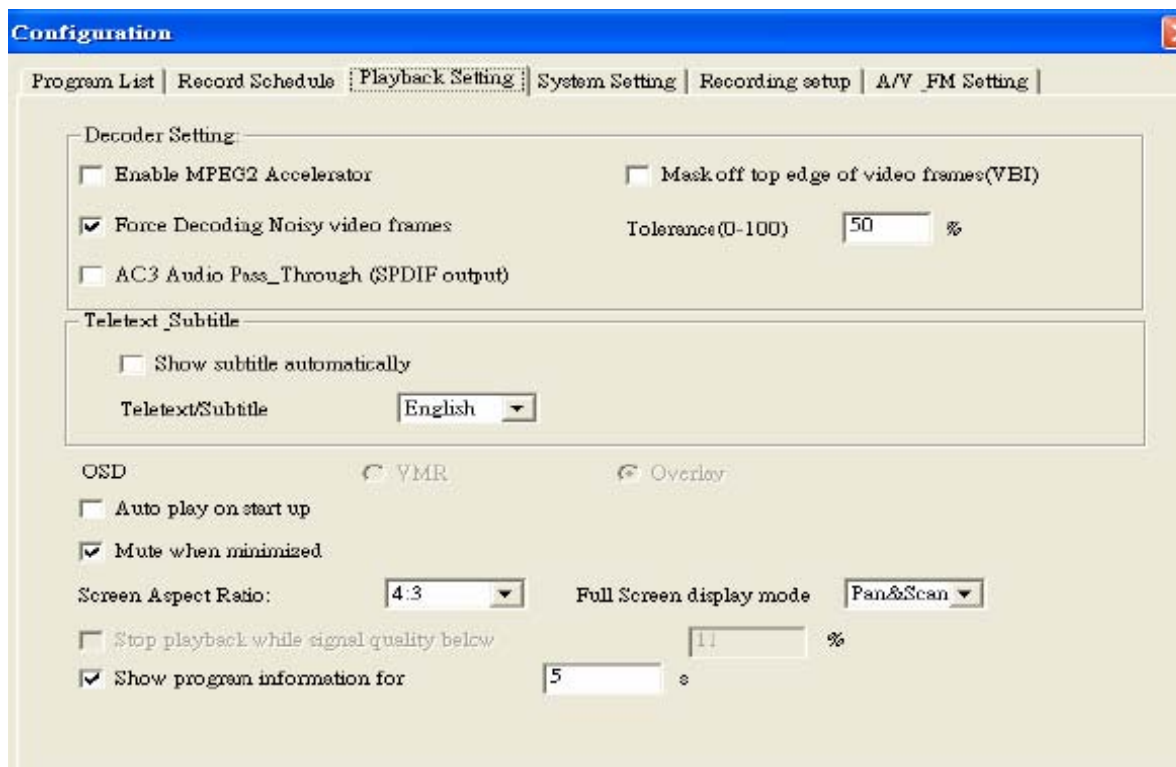 Configuration
Program List | Record Schedule | Playback Setting | System Setting | Recording setup | A/V _FM Setting
Decoder Setting:
Enable MPEG2 Accelerator Mask off top edge of video frames(VBI)
Force Decoding Noisy video frames Tolerance(0-100) 50 %
AC3 Audio Pass_Through (SPDIF output)
Teletext _Subtitle
Show subtitle automatically
Teletext/Subtitle English
OSD VMR Overlay
Auto play on start up
Mute when minimized
Screen Aspect Ratio: 4:3 Full Screen display mode Pan&Scan
Stop playback while signal quality below 11 %
Show program information for 5 s